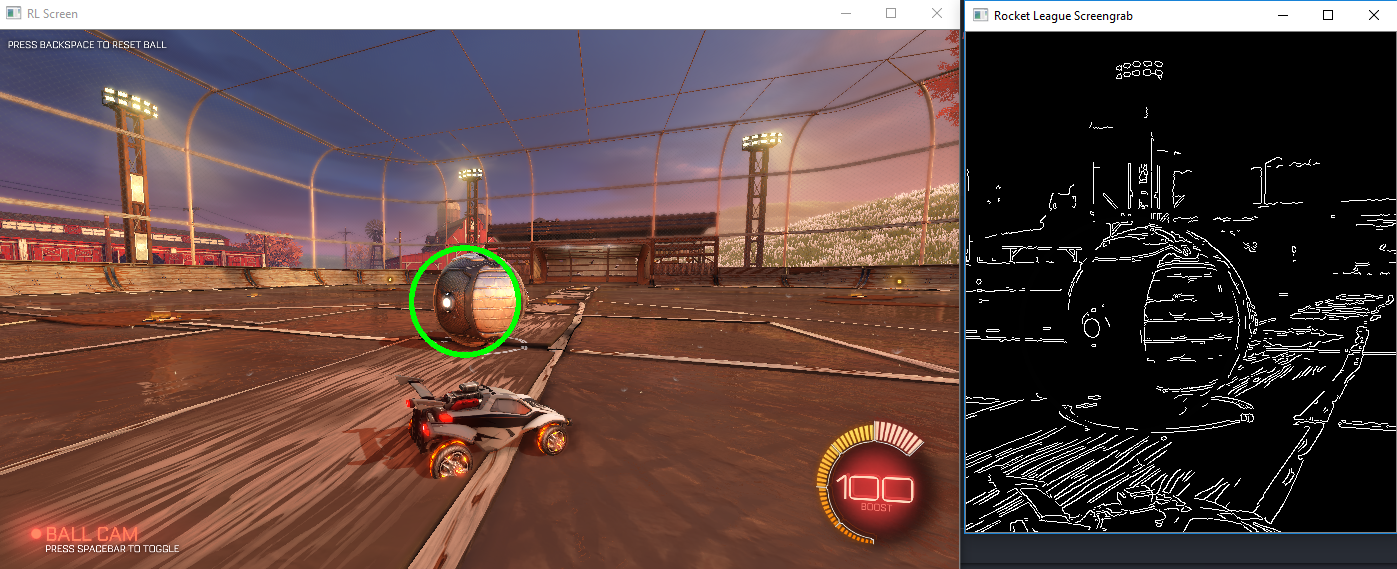 RL Screen
Rocket League Screengrab
PRESS BACKSPACE TO RESET BALL
100
BOOST
BALL CAM
PRESS SPACEBAR TO TOGGLE